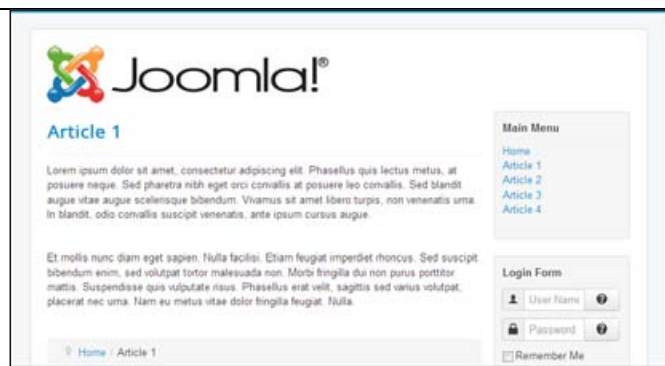 Joomla!®
Article 1
Lorem ipsum dolor sit amet, consectetur adipiscing elit. Phasellus quis lectus metus, at
posuere neque. Sed pharetra nibh eget orci convallis at posuere leo convallis. Sed blandit
augue vitae augue scelerisque bibendum. Vivamus sit amet libero turpis, non venenatis urna.
In blandit, odio convallis suscipit venenatis, ante ipsum cursus augue.
Et mollis nunc diam eget sapien. Nulla facilisi. Etiam feugiat imperdiet rhoncus. Sed suscipit
bibendum enim, sed volutpat tortor malesuada non. Morbi fringilla dui non purus porttitor
mattis. Suspendisse quis vulputate risus. Phasellus erat velit, sagittis sed varius volutpat,
placerat nec urna. Nam eu metus vitae dolor fringilla feugiat. Nulla.
Home / Article 1
Main Menu
Home
Article 1
Article 2
Article 3
Article 4
Login Form
User Name
Password
Remember Me